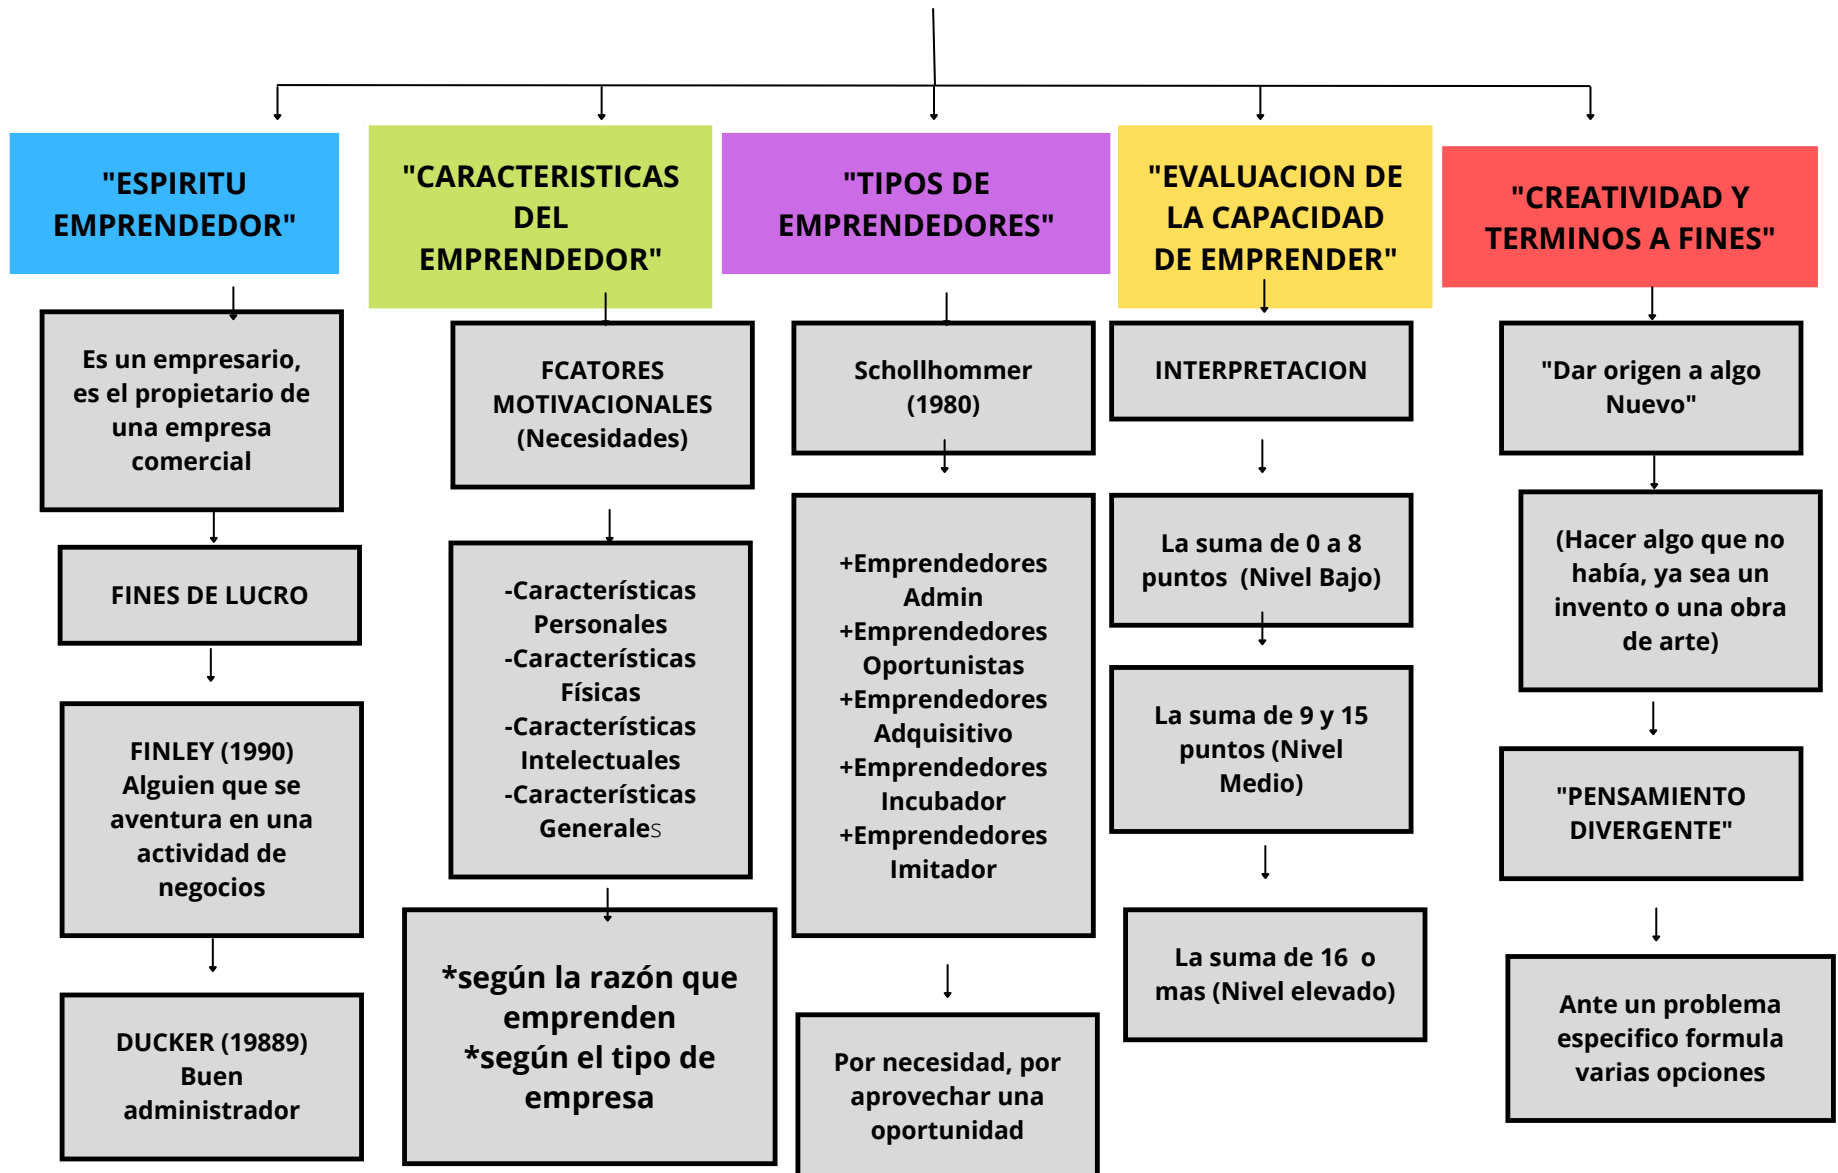 "ESPIRITU
EMPRENDEDOR"
Es un empresario,
es el propietario de
una empresa
comercial
FINES DE LUCRO
FINLEY (1990)
Alguien que se
aventura en una
actividad de
negocios
DUCKER (19889)
Buen
administrador
"CARACTERISTICAS
DEL
EMPRENDEDOR"
FCATORES
MOTIVACIONALES
(Necesidades)
-Caracterísíticas
Personales
-Caracterísíticas
Físicas
-Caracterísíticas
Intelectuales
-Caracterísíticas
Generales
*según la razón que
emprenden
*según el tipo de
empresa
"TIPOS DE
EMPRENDEDORES"
Schollhommer
(1980)
+Emprendedores
Admin
+Emprendedores
Oportunistas
+Emprendedores
Adquisitivo
+Emprendedores
Incubador
+Emprendedores
Imitador
Por necesidad, por
aprovechar una
oportunidad
"EVALUACION DE
LA CAPACIDAD
DE EMPRENDER"
INTERPRETACION
La suma de 0 a 8
puntos (Nivel Bajo)
La suma de 9 y 15
puntos (Nivel
Medio)
La suma de 16 o
mas (Nivel elevado)
"CREATIVIDAD Y
TERMINOS A FINES"
"Dar origen a algo
Nuevo"
(Hacer algo que no
había, ya sea un
invento o una obra
de arte)
"PENSAMIENTO
DIVERGENTE"
Ante un problema
especifico formula
varias opciones